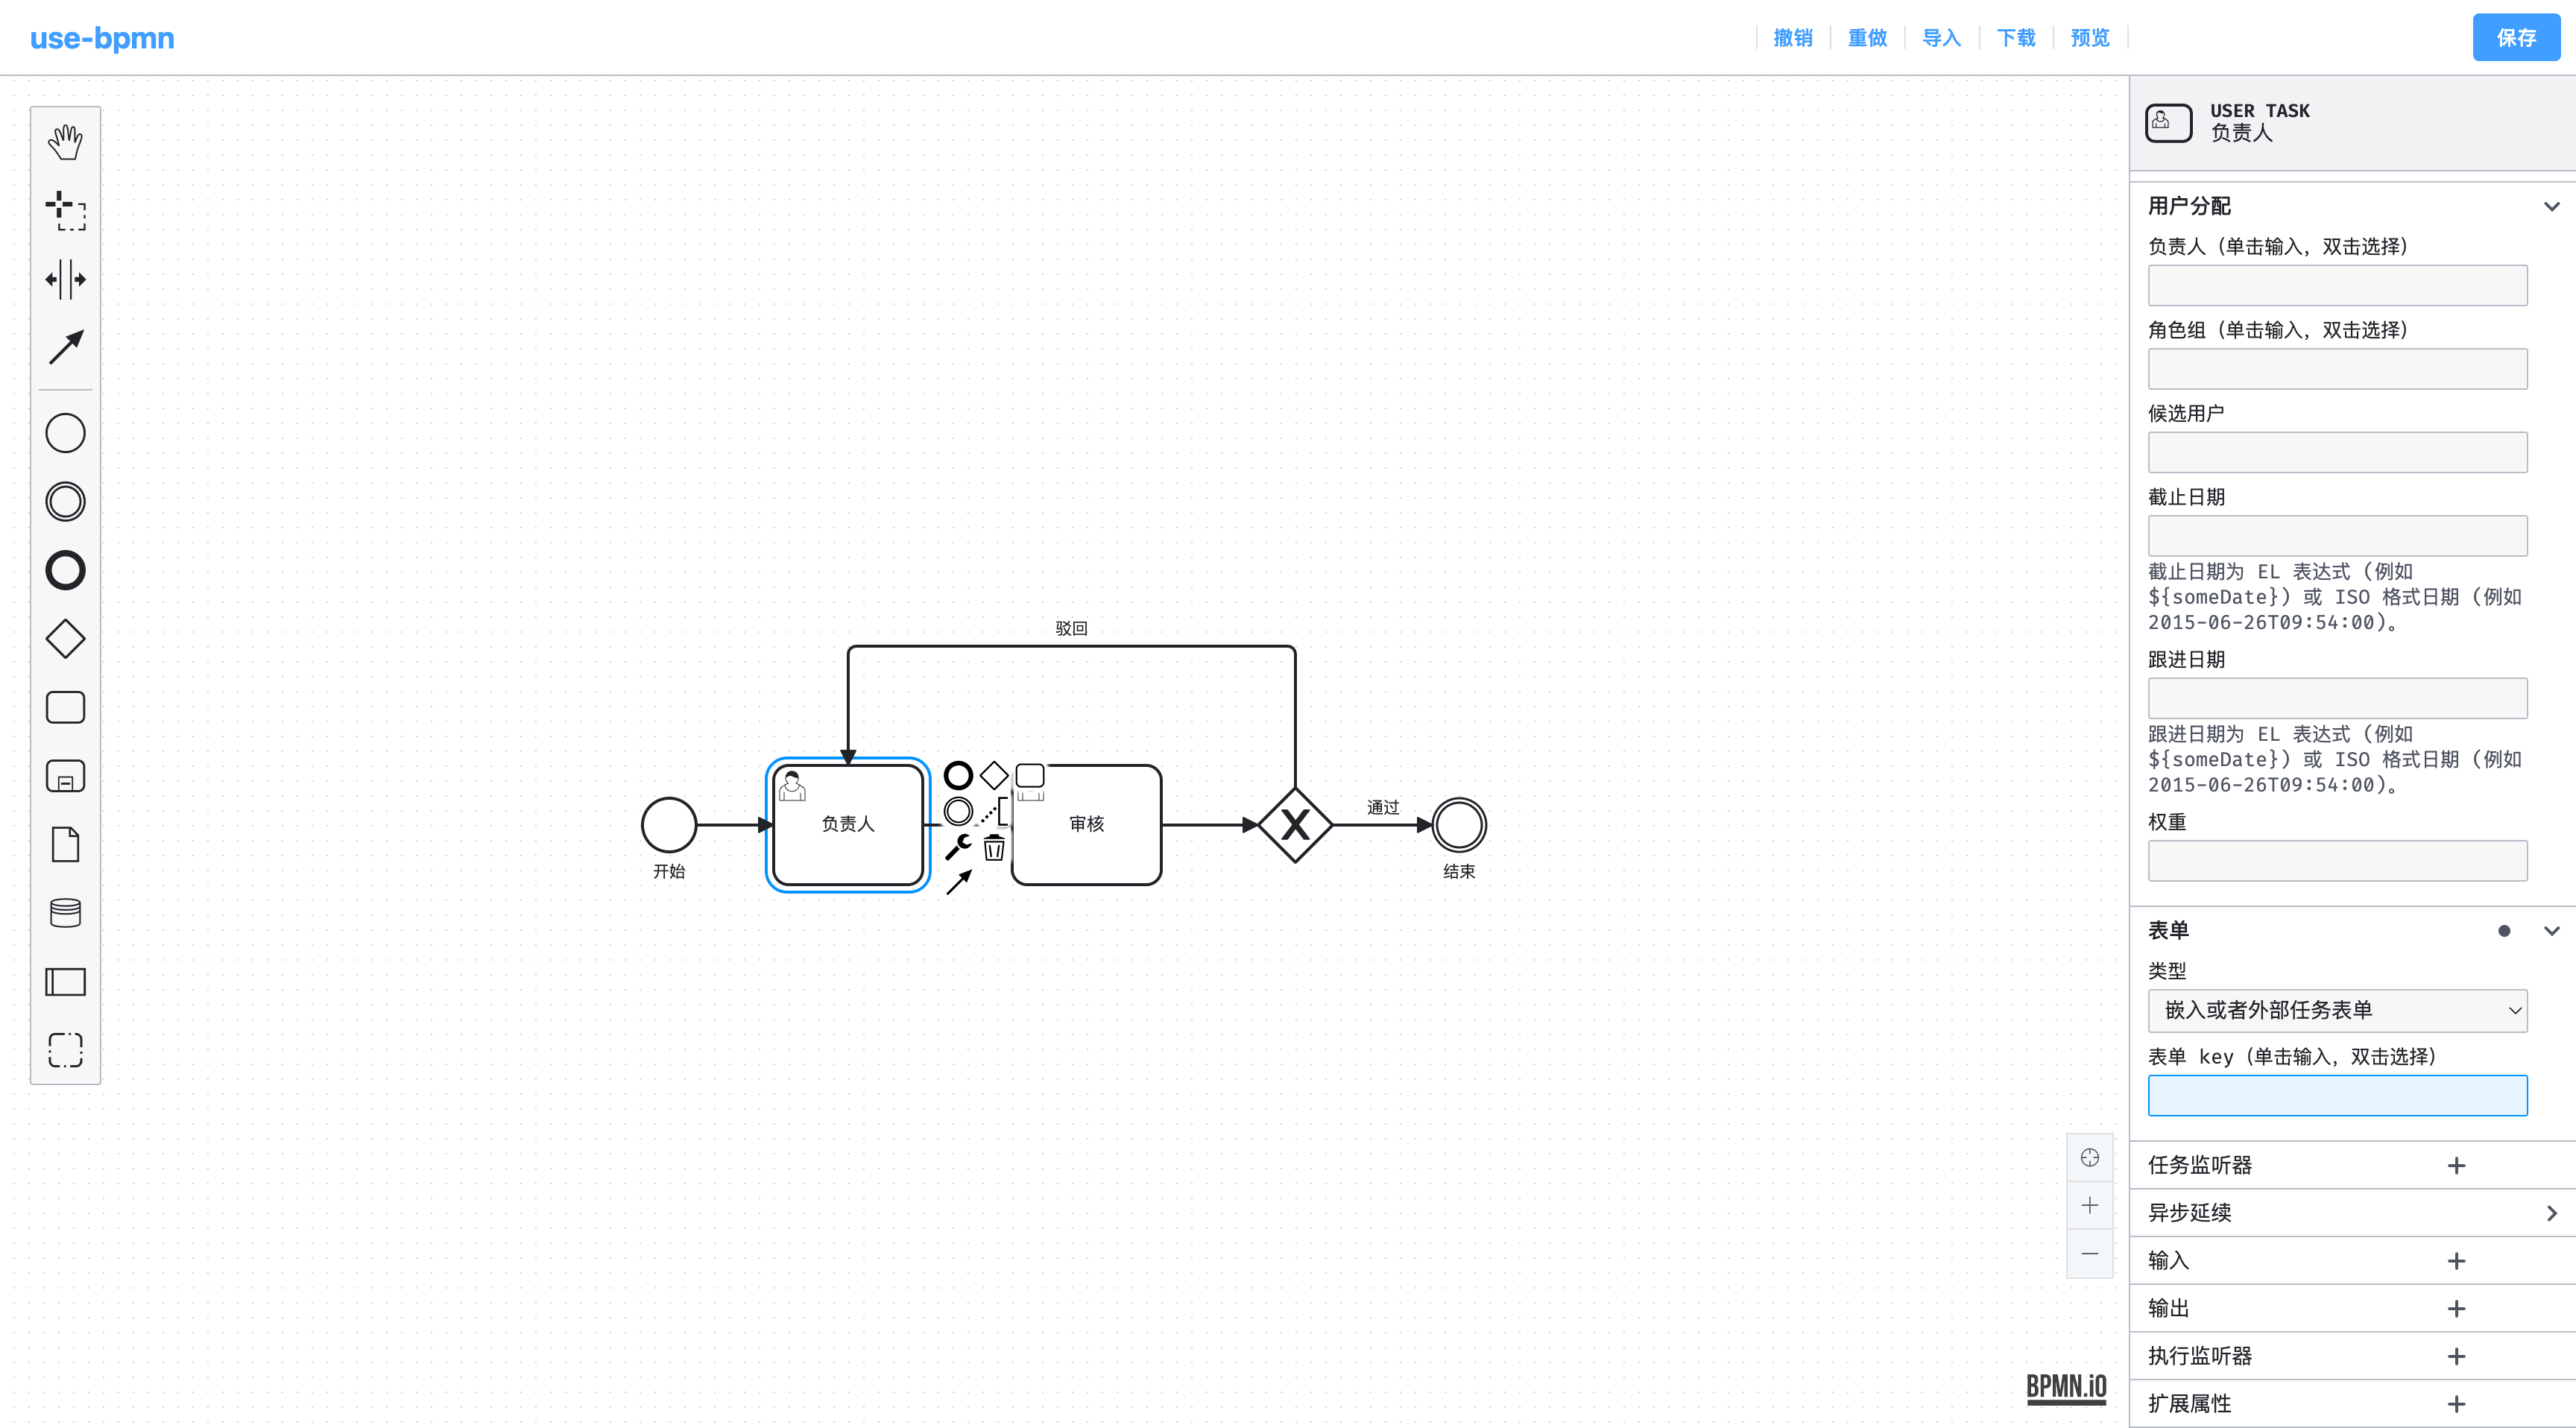 use-bpmn
撤销
重做
导入
下载
预览
保存
USER TASK
负责人
用户分配
负责人（单击输入，双击选择）
角色组（单击输入，双击选择）
候选用户
截止日期
截止日期为 EL 表达式（例如
${someDate}）或 ISO 格式日期（例如
2015-06-26T09:54:00）。
跟进日期
跟进日期为 EL 表达式（例如
${someDate}）或 ISO 格式日期（例如
2015-06-26T09:54:00）。
权重
表单
类型
嵌入或者外部任务表单
表单 key（单击输入，双击选择）
任务监听器
异步延续
输入
输出
执行监听器
扩展属性
驳回
开始
负责人
审核
通过
结束
BPMN.iO